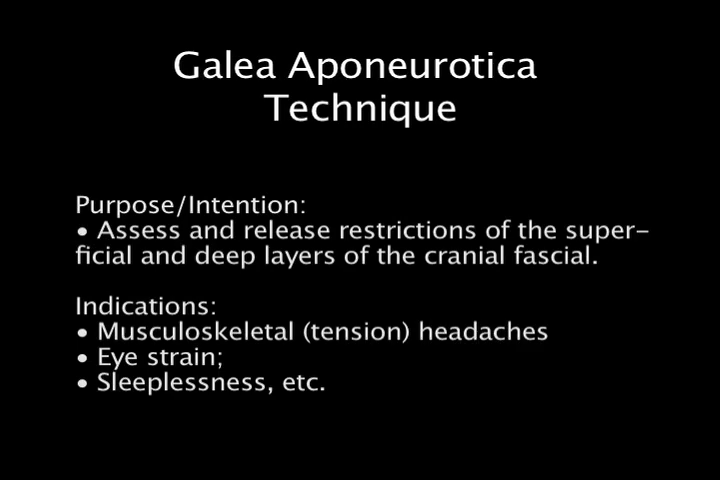 Galea Aponeurotica
Technique
Purpose/Intention:
• Assess and release restrictions of the super-
ficial and deep layers of the cranial fascial.
Indications:
• Musculoskeletal (tension) headaches
• Eye strain;
• Sleeplessness, etc.